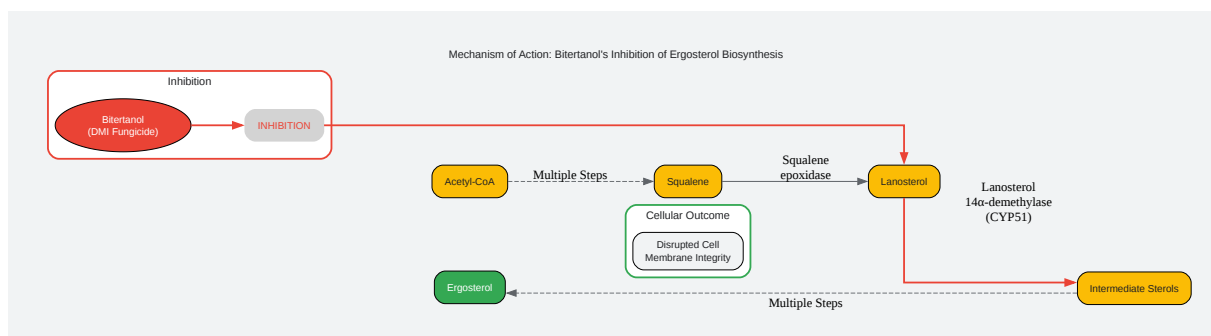 Mechanism of Action: Bitertanol's Inhibition of Ergosterol Biosynthesis
Inhibition
Bitertanol
(DMI Fungicide)
INHIBITION
Acetyl-CoA
Multiple Steps
Squalene
Squalene
epoxidase
Lanosterol
Lanosterol
14α-demethylase
(CYP51)
Cellular Outcome
Disrupted Cell
Membrane Integrity
Ergosterol
Multiple Steps
Intermediate Sterols